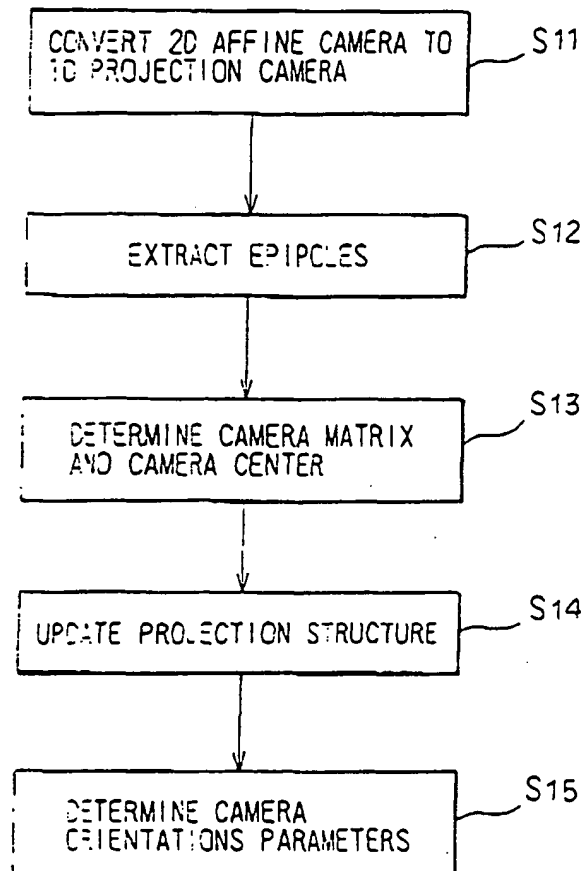 CONVERT 2D AFFINE CAMERA TO
1D PROJECTION CAMERA
S11
EXTRACT EPIPOLES
S12
DETERMINE CAMERA MATRIX
AND CAMERA CENTER
S13
UPDATE PROJECTION STRUCTURE
S14
DETERMINE CAMERA
ORIENTATIONS PARAMETERS
S15